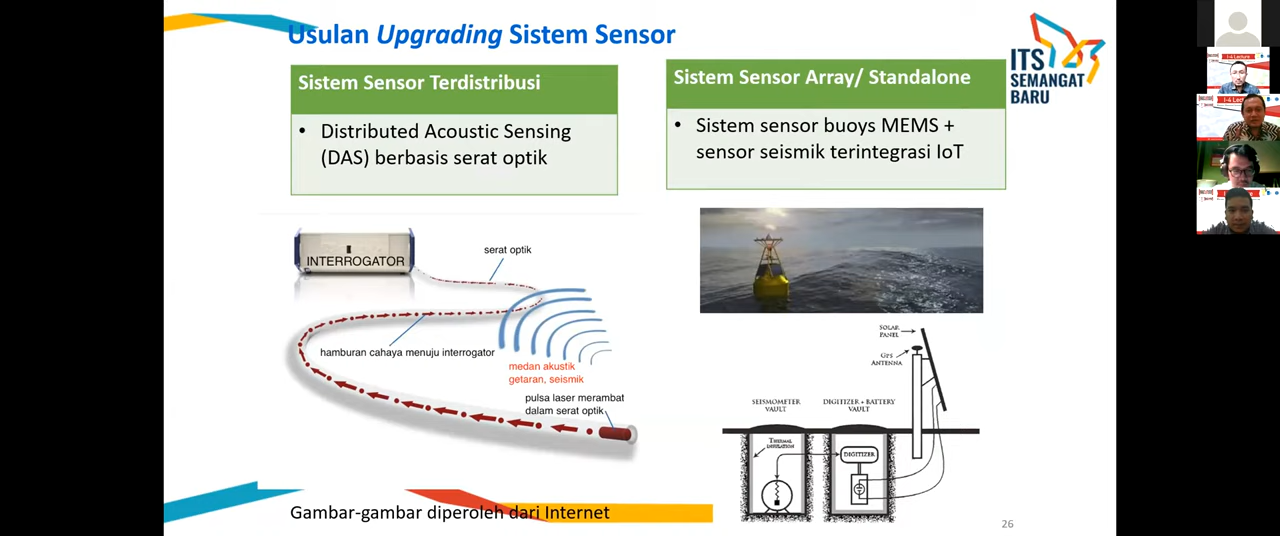 Usulan Upgrading Sistem Sensor
ITS
SEMANGAT
BARU
Sistem Sensor Terdistribusi
• Distributed Acoustic Sensing
(DAS) berbasis serat optik
Sistem Sensor Array/ Standalone
• Sistem sensor buoys MEMS +
sensor seismik terintegrasi IoT
INTERROGATOR
serat optik
hamburan cahaya menuju interrogator
medan akustik
getaran, seismik
pulsa laser merambat
dalam serat optik
SOLAR
PANEL
GPS
ANTENNA
SEISMOMETER
VAULT
DIGITIZER + BATTERY
VAULT
THERMAL
INSULATION
DIGITIZER
Gambar-gambar diperoleh dari Internet
26